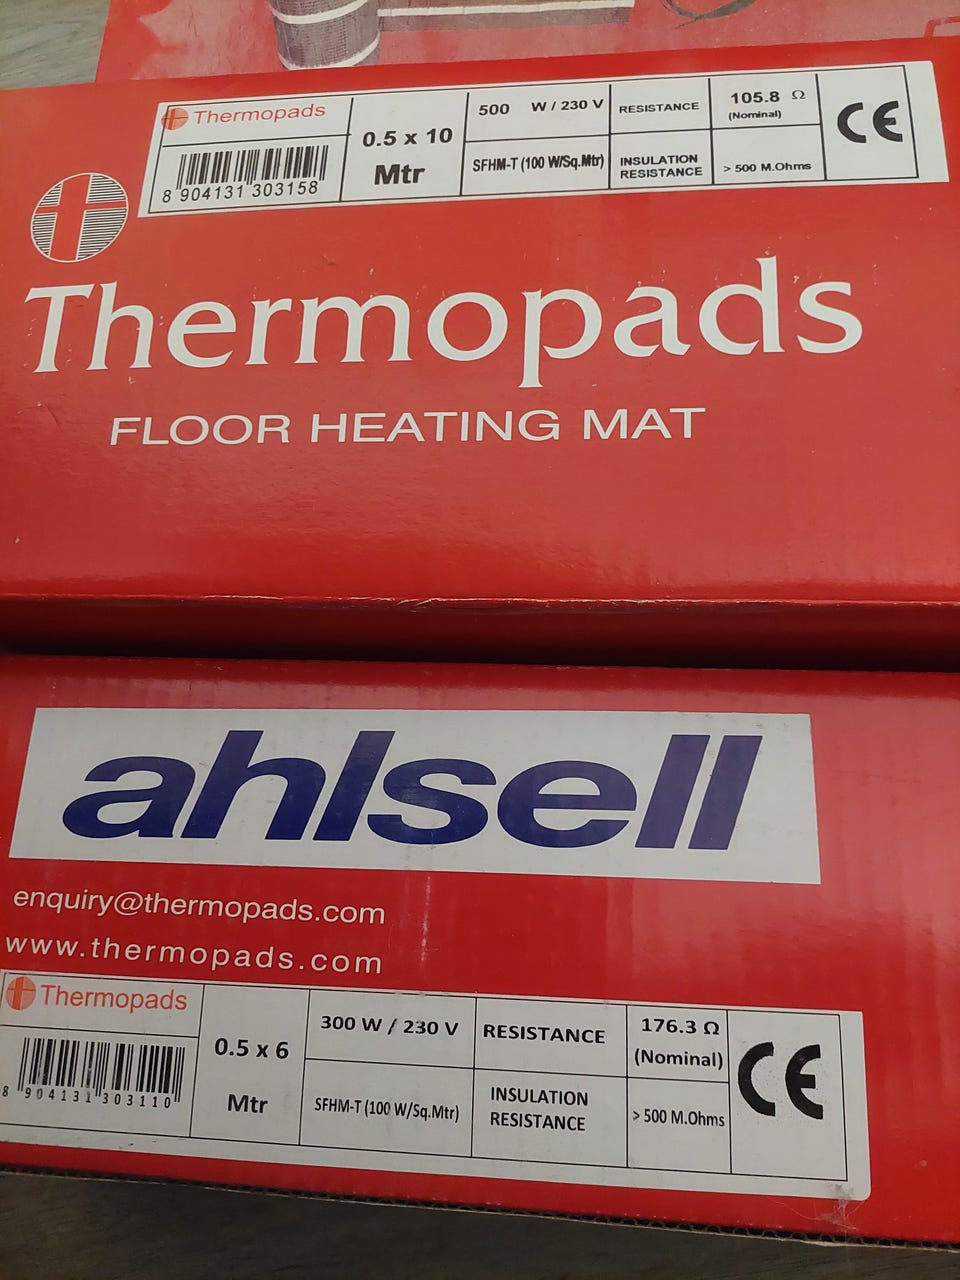 Thermopads
8 904131 303158
0.5 x 10
Mtr
500 W / 230 V
SFHM-T (100 W/Sq.Mtr)
RESISTANCE
INSULATION
RESISTANCE
105.8 Ω
(Nominal)
> 500 M.Ohms
CE
Thermopads
FLOOR HEATING MAT
ahlsell
enquiry@thermopads.com
www.thermopads.com
Thermopads
8 904131 303110
0.5 x 6
Mtr
300 W / 230 V
SFHM-T (100 W/Sq.Mtr)
RESISTANCE
INSULATION
RESISTANCE
176.3 Ω
(Nominal)
> 500 M.Ohms
CE